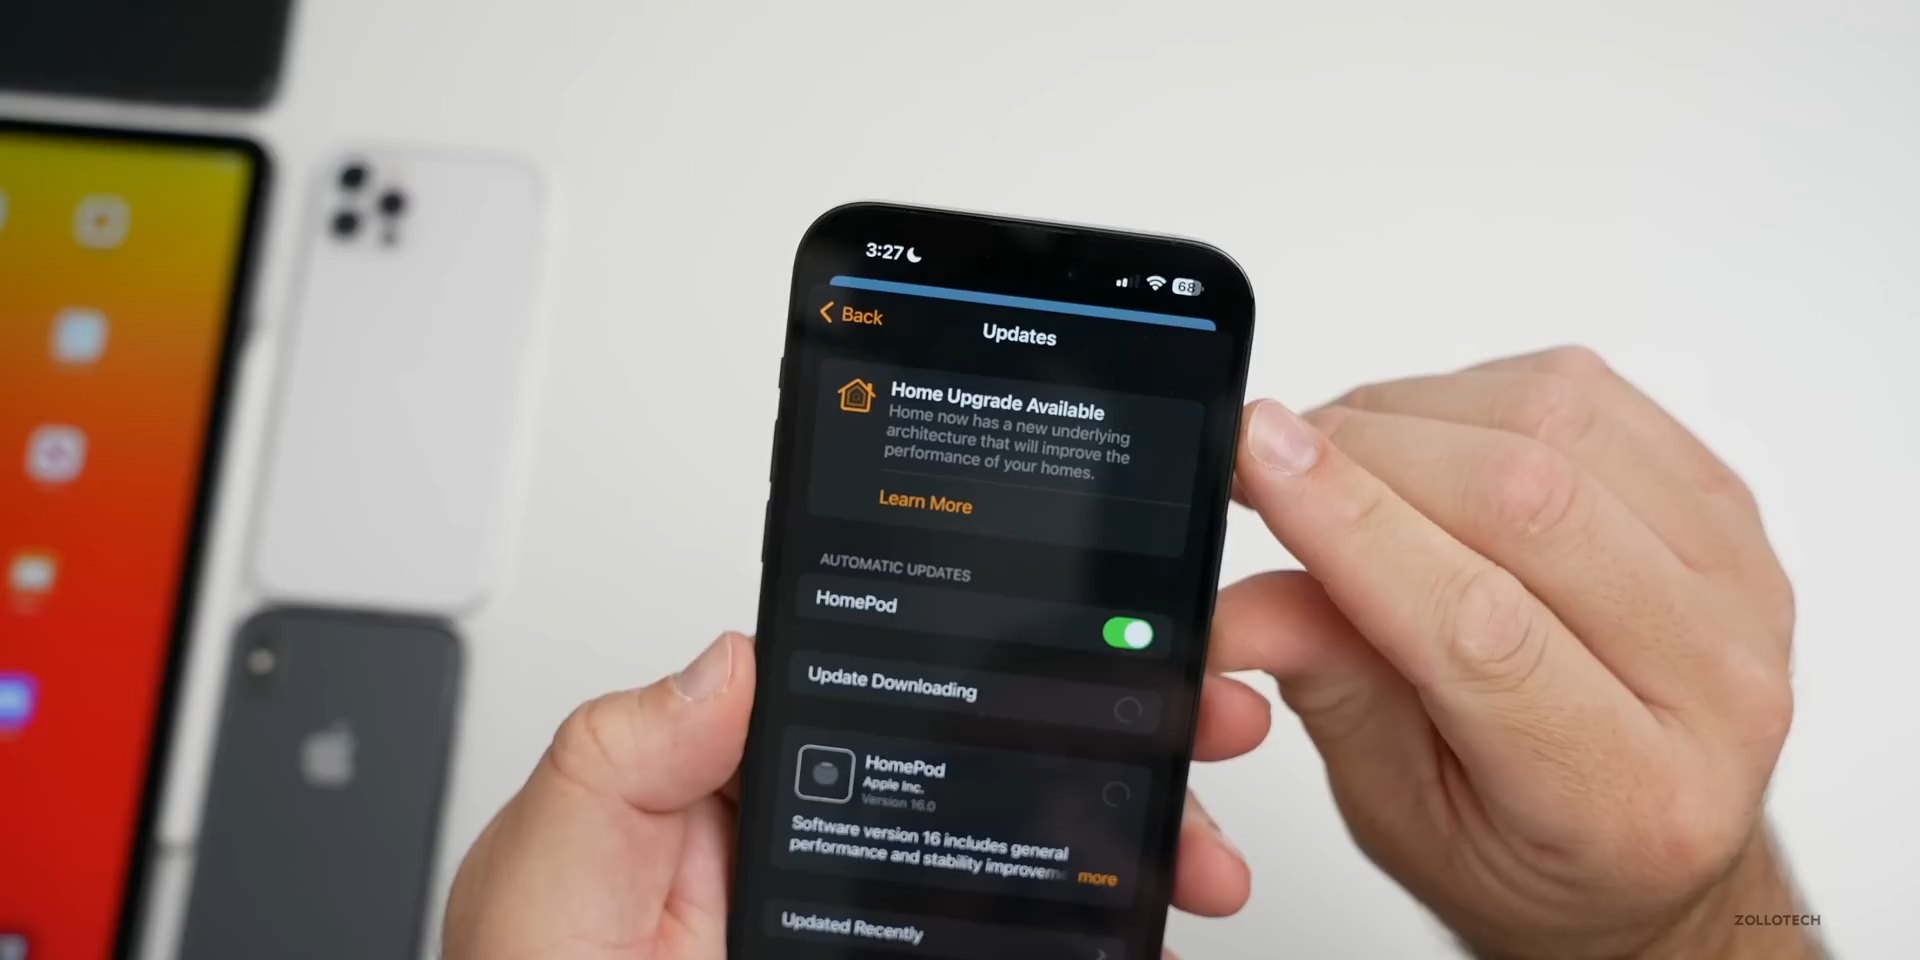 3:27
68
Back
Updates
Home Upgrade Available
Home now has a new underlying
architecture that will improve the
performance of your homes.
Learn More
AUTOMATIC UPDATES
HomePod
Update Downloading
HomePod
Apple Inc.
Version 16.0
Software version 16 includes general
performance and stability improvem more
Updated Recently
ZOLLOTECH